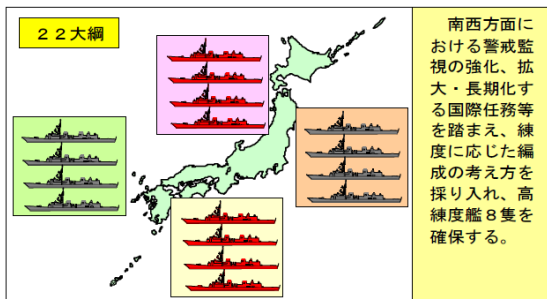 ２２大綱
南西方面に
おける警戒監
視の強化、拡
大・長期化す
る国際任務等
を踏まえ、練
度に応じた編
成の考え方を
採り入れ、高
練度艦８隻を
確保する。